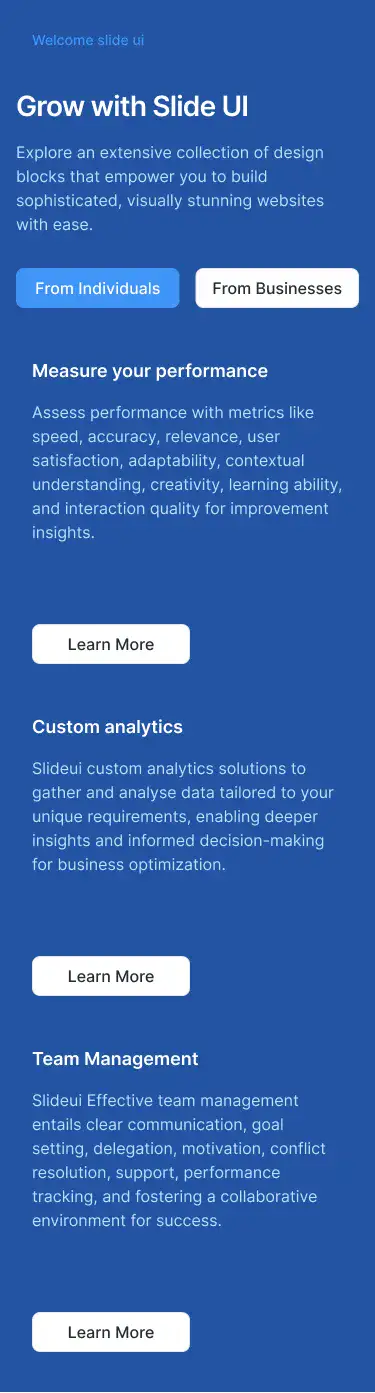 Welcome slide ui
Grow with Slide UI
Explore an extensive collection of design
blocks that empower you to build
sophisticated, visually stunning websites
with ease.
From Individuals
From Businesses
Measure your performance
Assess performance with metrics like
speed, accuracy, relevance, user
satisfaction, adaptability, contextual
understanding, creativity, learning ability,
and interaction quality for improvement
insights.
Learn More
Custom analytics
Slideui custom analytics solutions to
gather and analyse data tailored to your
unique requirements, enabling deeper
insights and informed decision-making
for business optimization.
Learn More
Team Management
Slideui Effective team management
entails clear communication, goal
setting, delegation, motivation, conflict
resolution, support, performance
tracking, and fostering a collaborative
environment for success.
Learn More